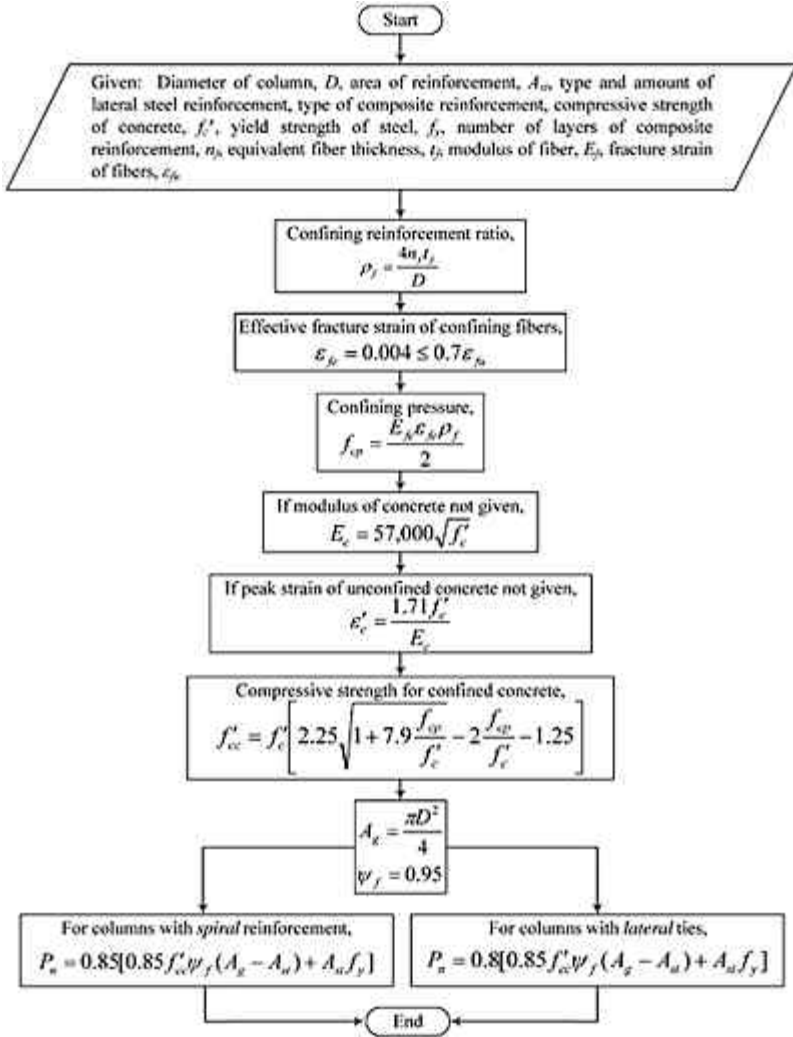 Start
Given: Diameter of column, D, area of reinforcement, A_st, type and amount of
lateral steel reinforcement, type of composite reinforcement, compressive strength
of concrete, f_c′, yield strength of steel, f_y, number of layers of composite
reinforcement, n_f, equivalent fiber thickness, t_f, modulus of fiber, E_f, fracture strain
of fibers, ε_fu
Confining reinforcement ratio,
ρ_f = 4n_f t_f / D
Effective fracture strain of confining fibers,
ε_fe = 0.004 ≤ 0.7ε_fu
Confining pressure,
f_cp = E_fe ε_fe ρ_f / 2
If modulus of concrete not given,
E_c = 57,000√f_c′
If peak strain of unconfined concrete not given,
ε_c′ = 1.71f_c′ / E_c
Compressive strength for confined concrete,
f_cc′ = f_c′[2.25√(1 + 7.9 f_cp/f_c′) − 2 f_cp/f_c′ − 1.25]
A_g = πD² / 4
ψ_f = 0.95
For columns with spiral reinforcement,
P_n = 0.85[0.85f_cc′ψ_f(A_g − A_st) + A_st f_y]
For columns with lateral ties,
P_n = 0.8[0.85f_cc′ψ_f(A_g − A_st) + A_st f_y]
End